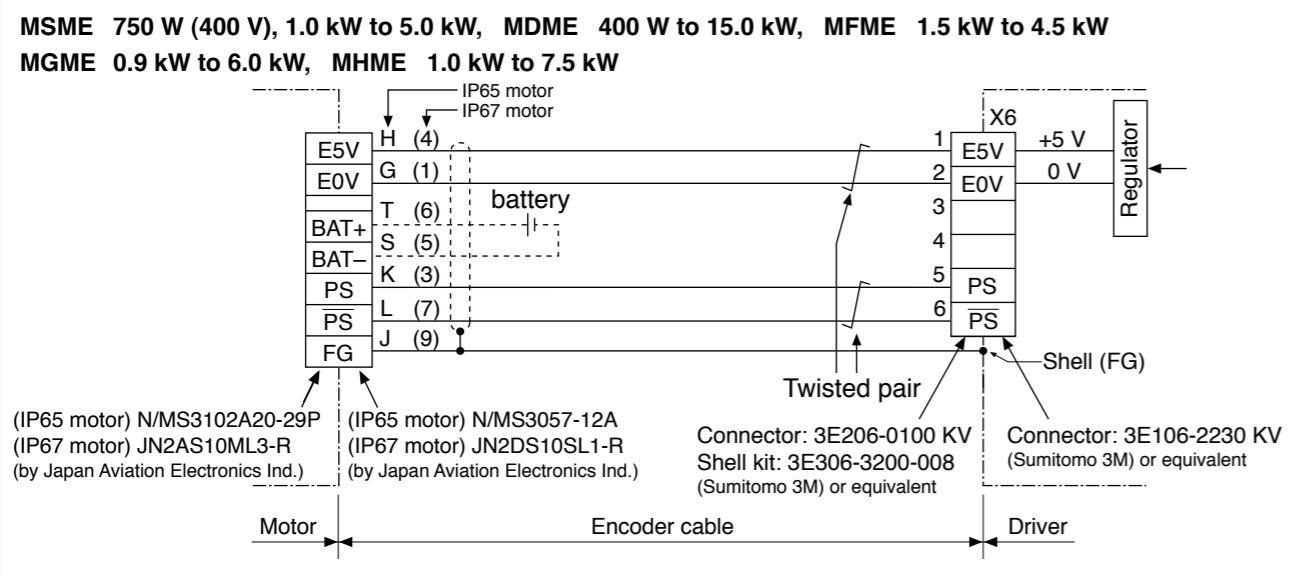 MSME 750 W (400 V), 1.0 kW to 5.0 kW, MDME 400 W to 15.0 kW, MFME 1.5 kW to 4.5 kW
MGME 0.9 kW to 6.0 kW, MHME 1.0 kW to 7.5 kW
IP65 motor
IP67 motor
X6
H (4)
E5V
1
E5V
+5 V
G (1)
E0V
2
E0V
0 V
Regulator
T (6)
battery
3
BAT+
S (5)
4
BAT–
K (3)
5
PS
PS
L (7)
6
P̅S̅
P̅S̅
J (9)
FG
Shell (FG)
Twisted pair
(IP65 motor) N/MS3102A20-29P
(IP67 motor) JN2AS10ML3-R
(by Japan Aviation Electronics Ind.)
(IP65 motor) N/MS3057-12A
(IP67 motor) JN2DS10SL1-R
(by Japan Aviation Electronics Ind.)
Connector: 3E206-0100 KV
Shell kit: 3E306-3200-008
(Sumitomo 3M) or equivalent
Connector: 3E106-2230 KV
(Sumitomo 3M) or equivalent
Motor
Encoder cable
Driver